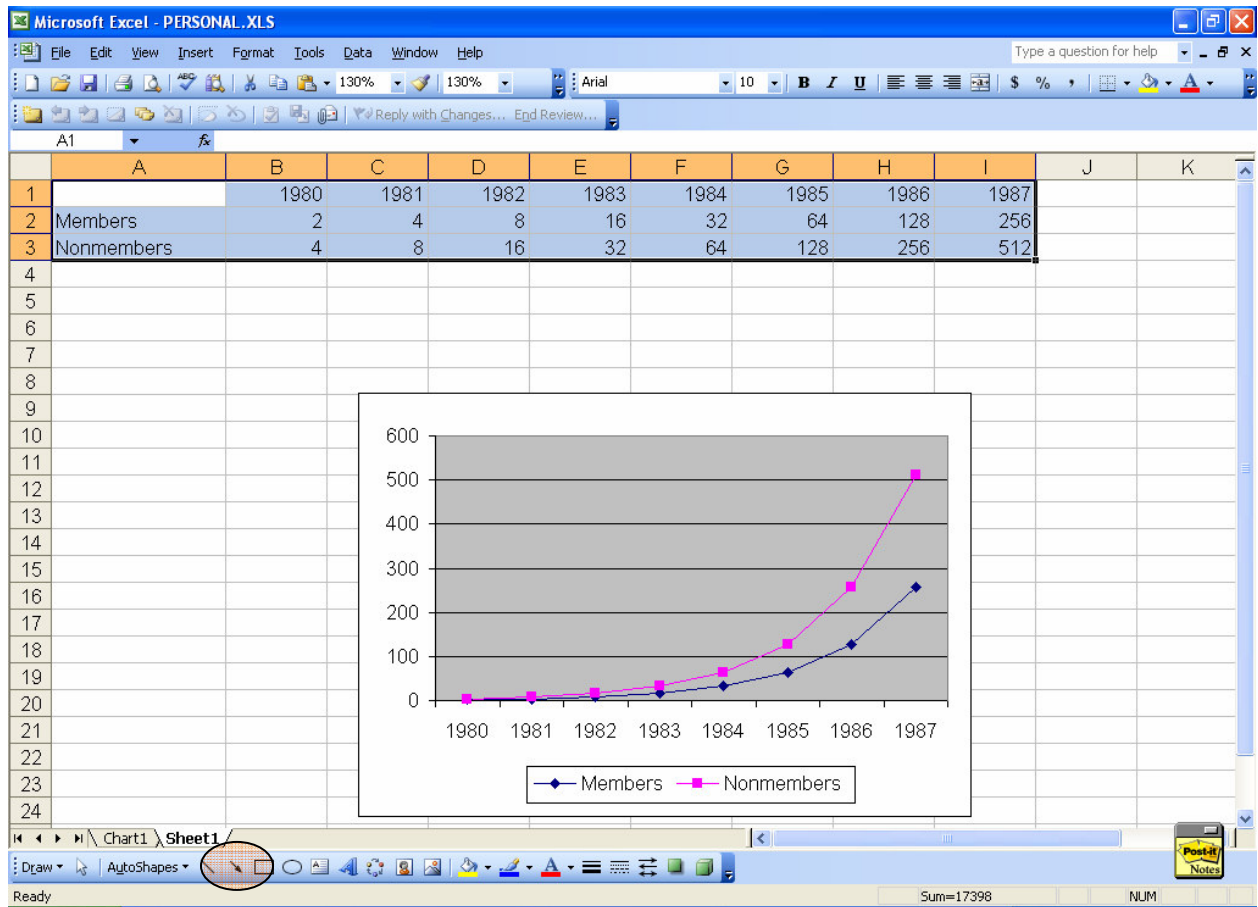 Microsoft Excel - PERSONAL.XLS
File Edit View Insert Format Tools Data Window Help Type a question for help
130% 130% Arial 10 B I U $ % , A
Reply with Changes... End Review...
A1 fx
A B C D E F G H I J K
1 1980 1981 1982 1983 1984 1985 1986 1987
2 Members 2 4 8 16 32 64 128 256
3 Nonmembers 4 8 16 32 64 128 256 512
4
5
6
7
8
9
10
11
12
13
14
15
16
17
18
19
20
21
22
23
24
600
500
400
300
200
100
0
1980 1981 1982 1983 1984 1985 1986 1987
Members Nonmembers
Chart1 Sheet1
Draw AutoShapes A A
Post-it
Notes
Ready Sum=17398 NUM